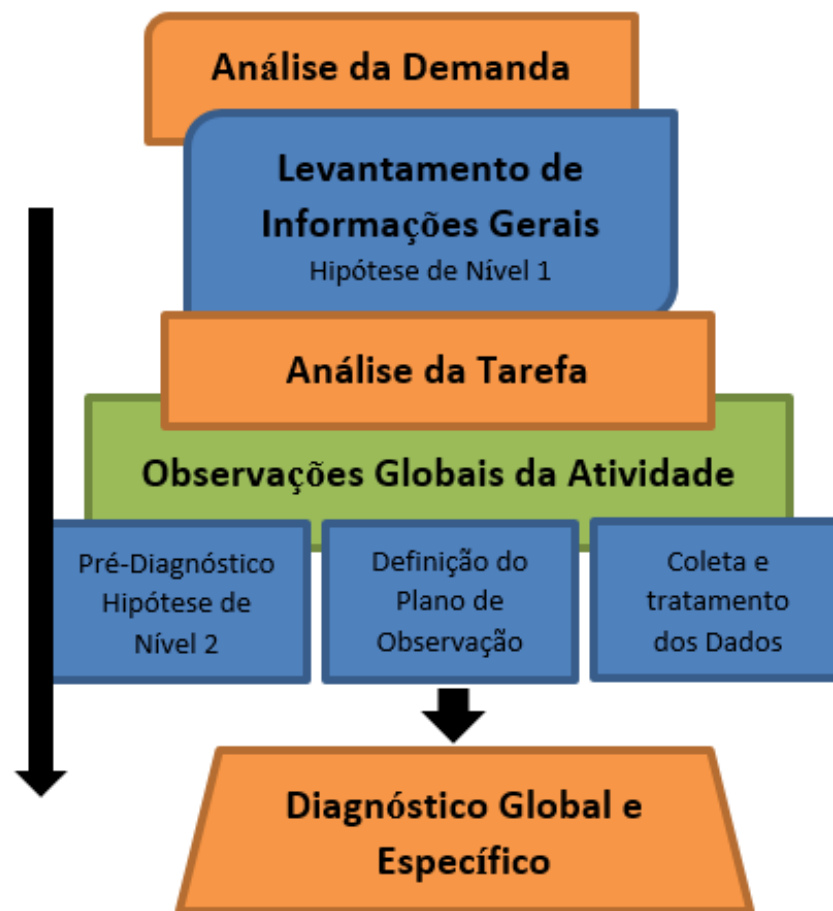 Análise da Demanda
Levantamento de
Informações Gerais
Hipótese de Nível 1
Análise da Tarefa
Observações Globais da Atividade
Pré-Diagnóstico
Hipótese de
Nível 2
Definição do
Plano de
Observação
Coleta e
tratamento
dos Dados
Diagnóstico Global e
Específico